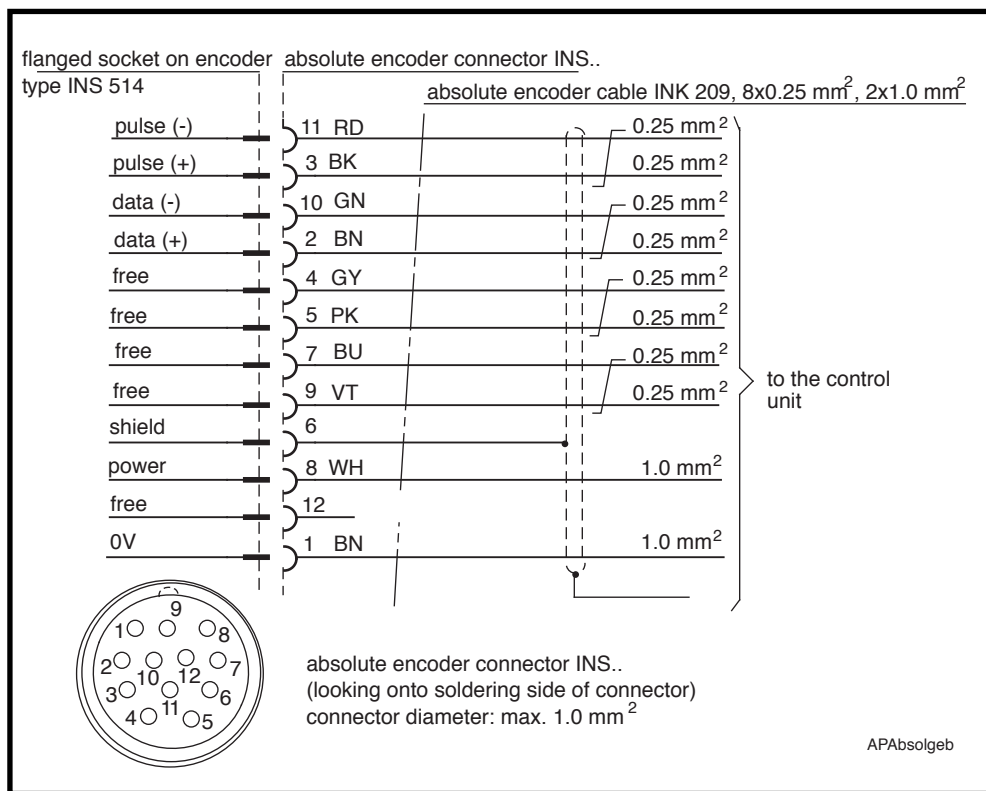 flanged socket on encoder absolute encoder connector INS..
type INS 514
absolute encoder cable INK 209, 8x0.25 mm², 2x1.0 mm²
pulse (-) 11 RD 0.25 mm²
pulse (+) 3 BK 0.25 mm²
data (-) 10 GN 0.25 mm²
data (+) 2 BN 0.25 mm²
free 4 GY 0.25 mm²
free 5 PK 0.25 mm²
free 7 BU 0.25 mm²
free 9 VT 0.25 mm²
to the control
unit
shield 6
power 8 WH 1.0 mm²
free 12
0V 1 BN 1.0 mm²
9
1 8
2 10 12 7
3 11 6
4 5
absolute encoder connector INS..
(looking onto soldering side of connector)
connector diameter: max. 1.0 mm²
APAbsolgeb